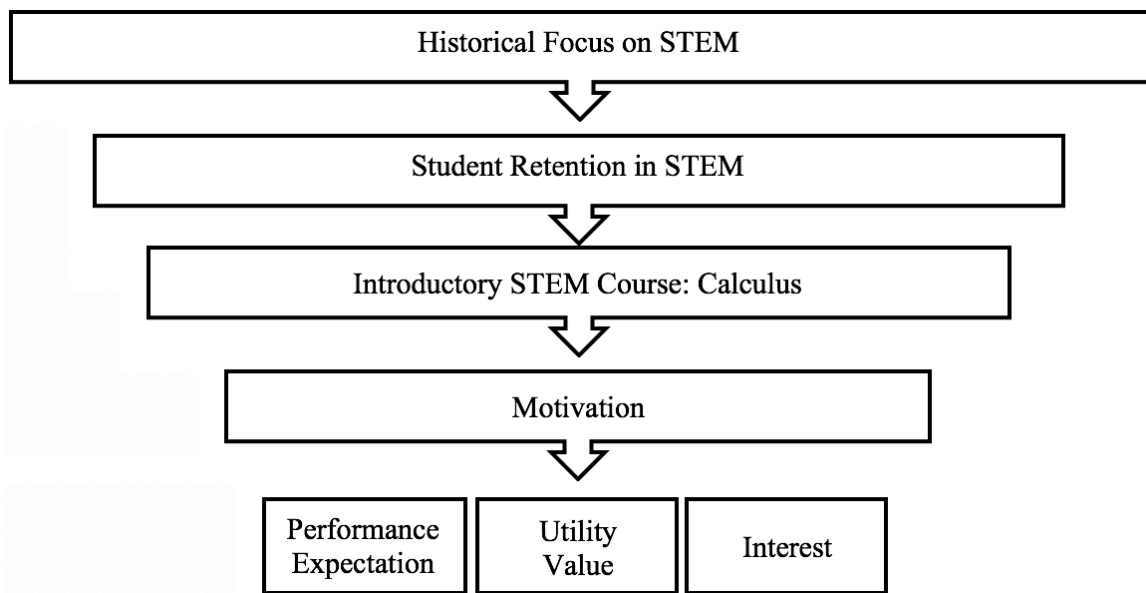 Historical Focus on STEM
Student Retention in STEM
Introductory STEM Course: Calculus
Motivation
Performance
Expectation
Utility
Value
Interest